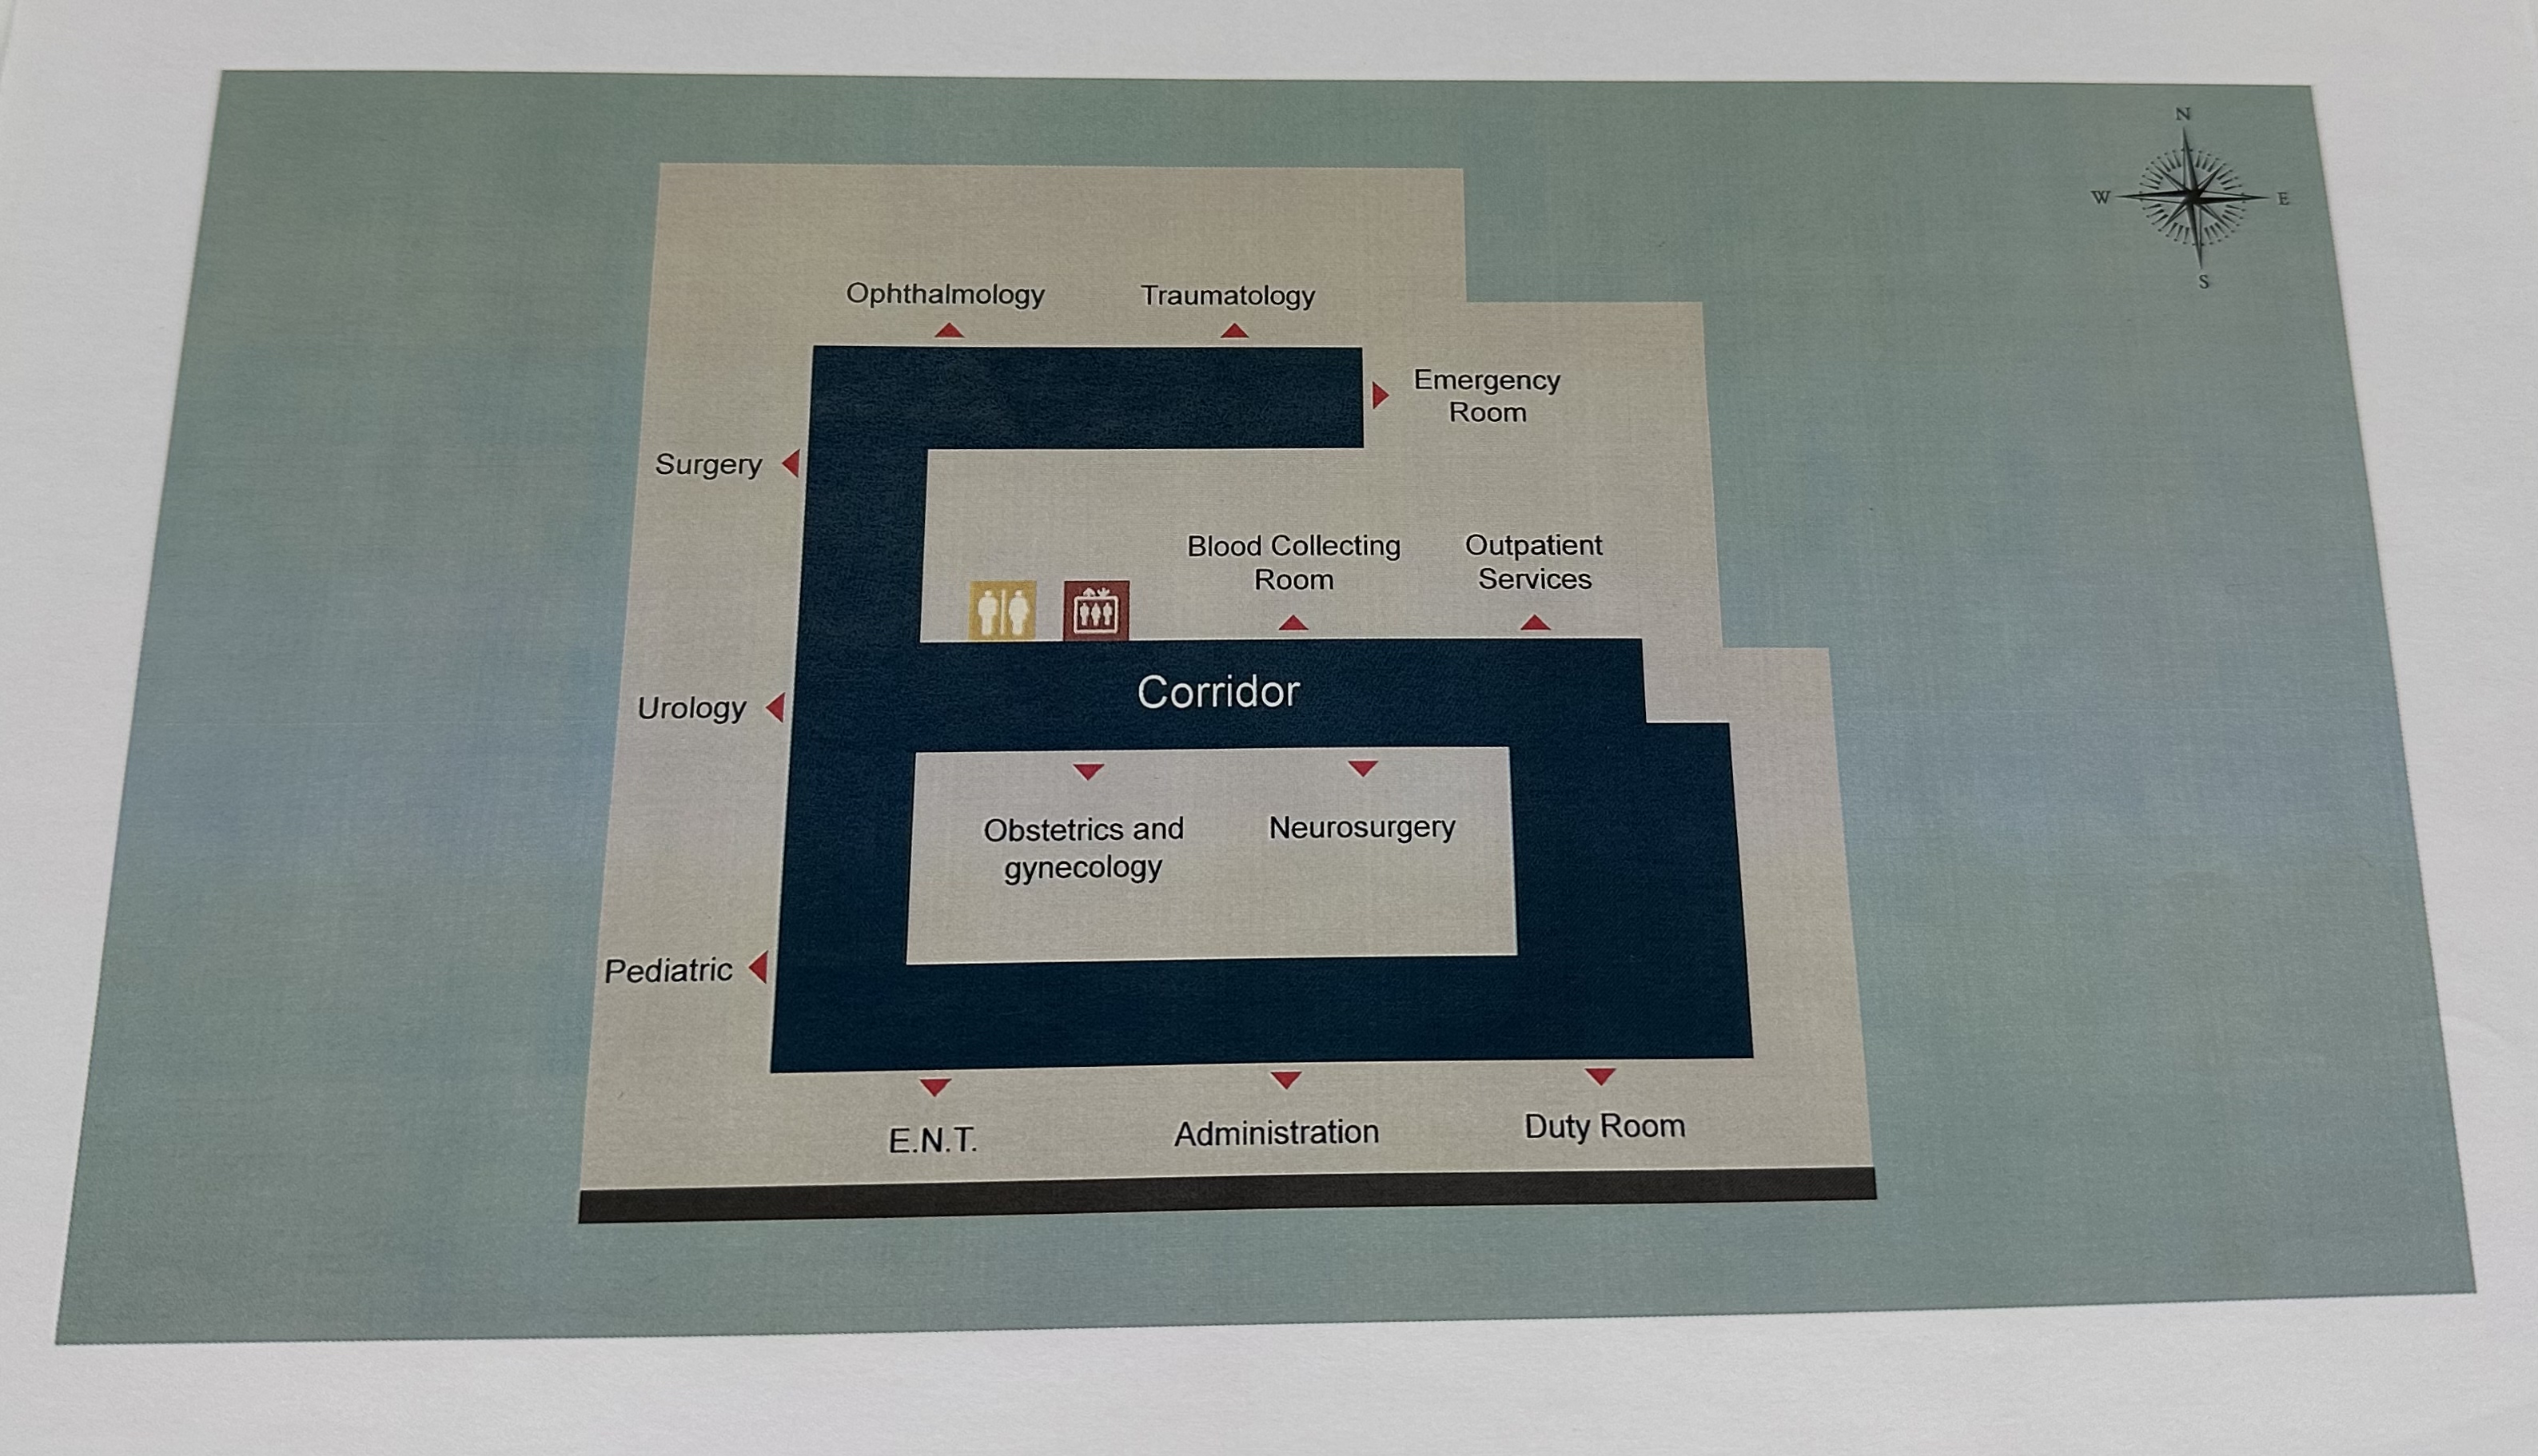 N
W
E
S
Ophthalmology
Traumatology
Emergency
Room
Surgery
Blood Collecting
Room
Outpatient
Services
Corridor
Urology
Obstetrics and
gynecology
Neurosurgery
Pediatric
E.N.T.
Administration
Duty Room